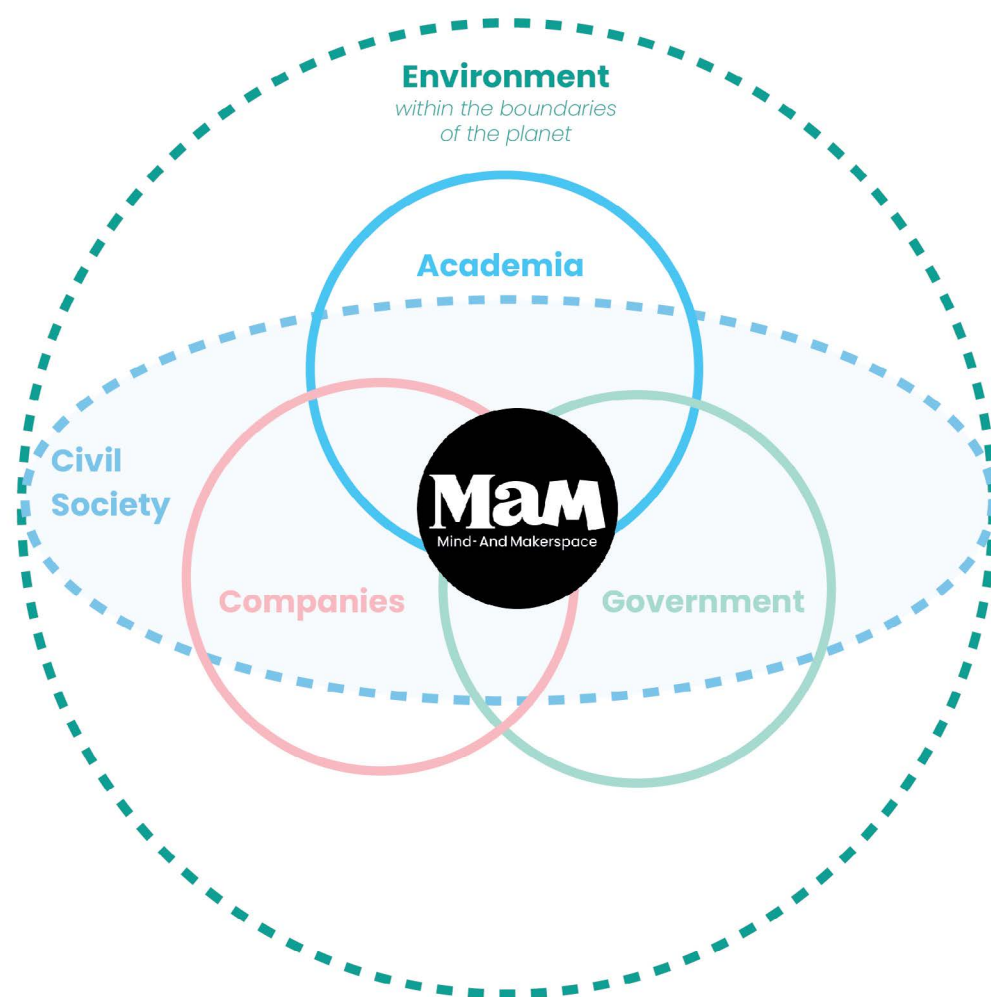 Environment
within the boundaries
of the planet
Academia
Civil
Society
MaM
Mind-And Makerspace
Companies
Government